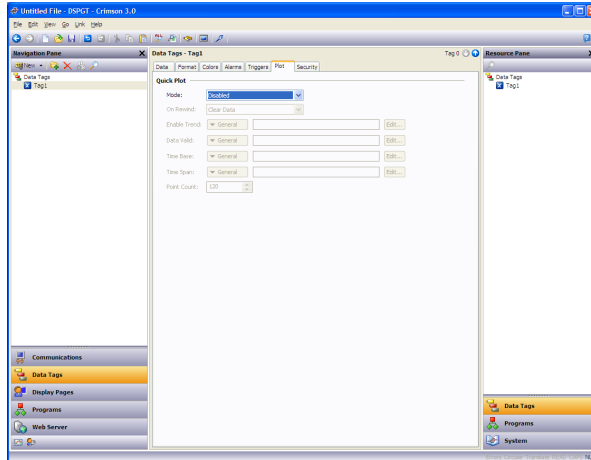 Untitled File - DSPGT - Crimson 3.0
File Edit View Go Link Help
Navigation Pane
Data Tags - Tag1
Tag 0
Resource Pane
New
Data Tags
Tag1
Data Format Colors Alarms Triggers Plot Security
Quick Plot
Mode: Disabled
On Rewind: Clear Data
Enable Trend: General Edit...
Data Valid: General Edit...
Time Base: General Edit...
Time Span: General Edit...
Point Count: 120
Data Tags
Tag1
Communications
Data Tags
Display Pages
Programs
Web Server
Data Tags
Programs
System